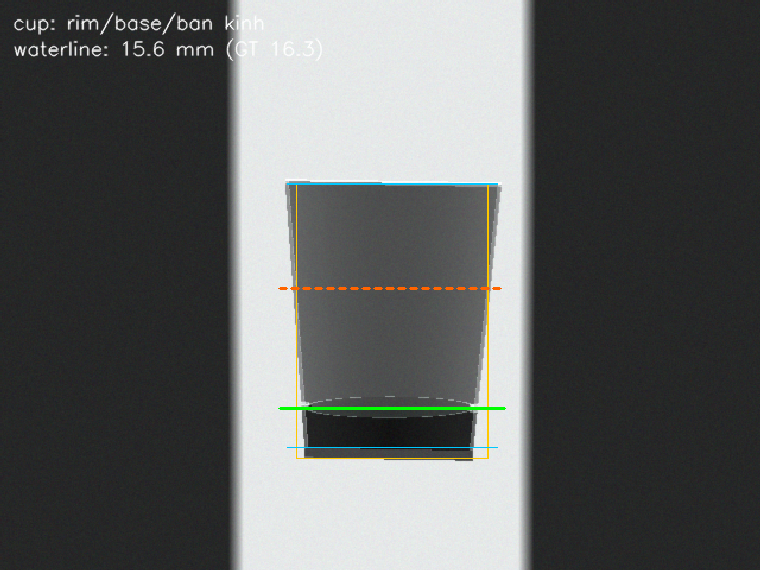 cup: rim/base/ban kinh
waterline: 15.6 mm (GT 16.3)